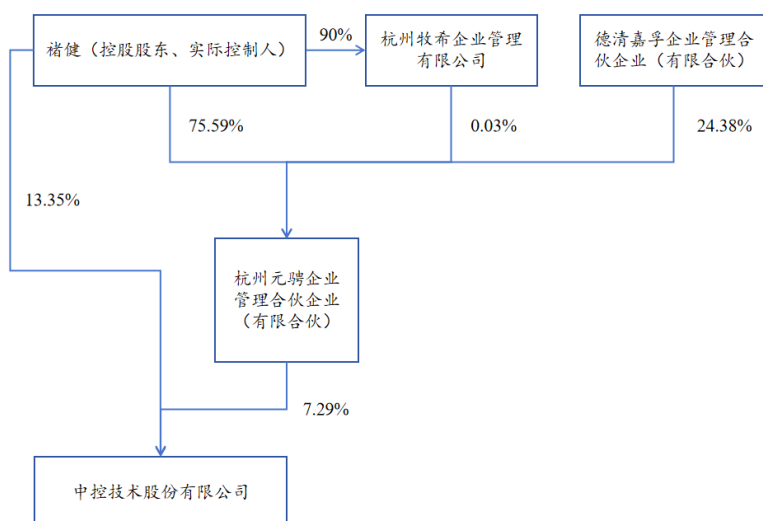 褚健（控股股东、实际控制人）
90%
杭州牧希企业管理
有限公司
德清嘉孚企业管理合
伙企业（有限合伙）
75.59%
0.03%
24.38%
13.35%
杭州元骋企业
管理合伙企业
（有限合伙）
7.29%
中控技术股份有限公司